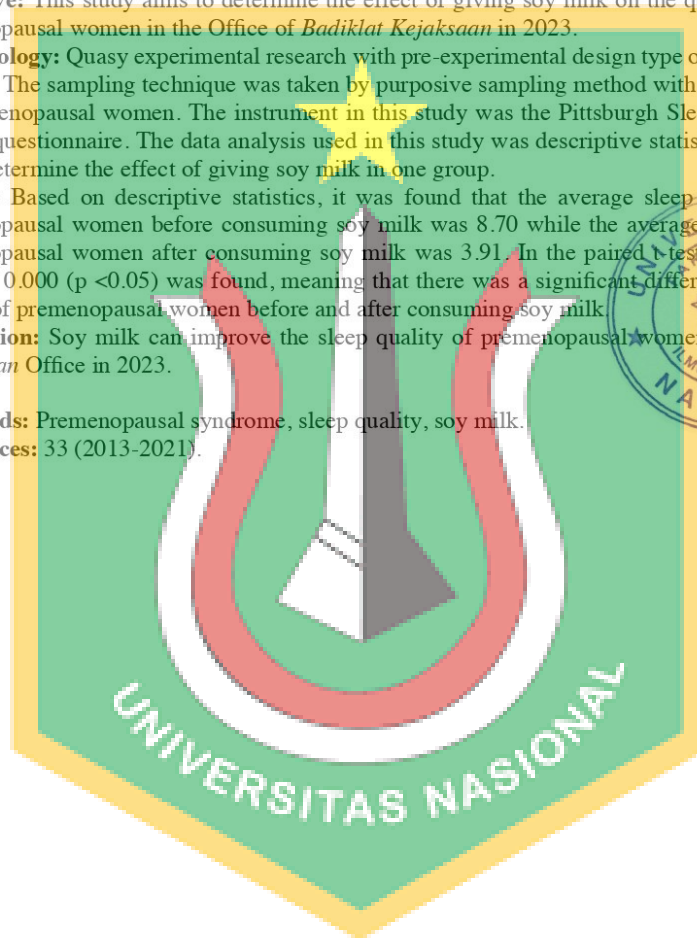 ve: This study aims to determine the effect of giving soy milk on the q
opausal women in the Office of Badiklat Kejaksaan in 2023.
ology: Quasy experimental research with pre-experimental design type o
The sampling technique was taken by purposive sampling method with
enopausal women. The instrument in this study was the Pittsburgh Sle
questionnaire. The data analysis used in this study was descriptive statis
etermine the effect of giving soy milk in one group.
Based on descriptive statistics, it was found that the average sleep
opausal women before consuming soy milk was 8.70 while the average
opausal women after consuming soy milk was 3.91. In the paired t-tes
0.000 (p <0.05) was found, meaning that there was a significant differ
of premenopausal women before and after consuming soy milk.
ion: Soy milk can improve the sleep quality of premenopausal wome
an Office in 2023.
ds: Premenopausal syndrome, sleep quality, soy milk.
ces: 33 (2013-2021).
UNIV
ILM
NA
UNIVERSITAS NASIONAL